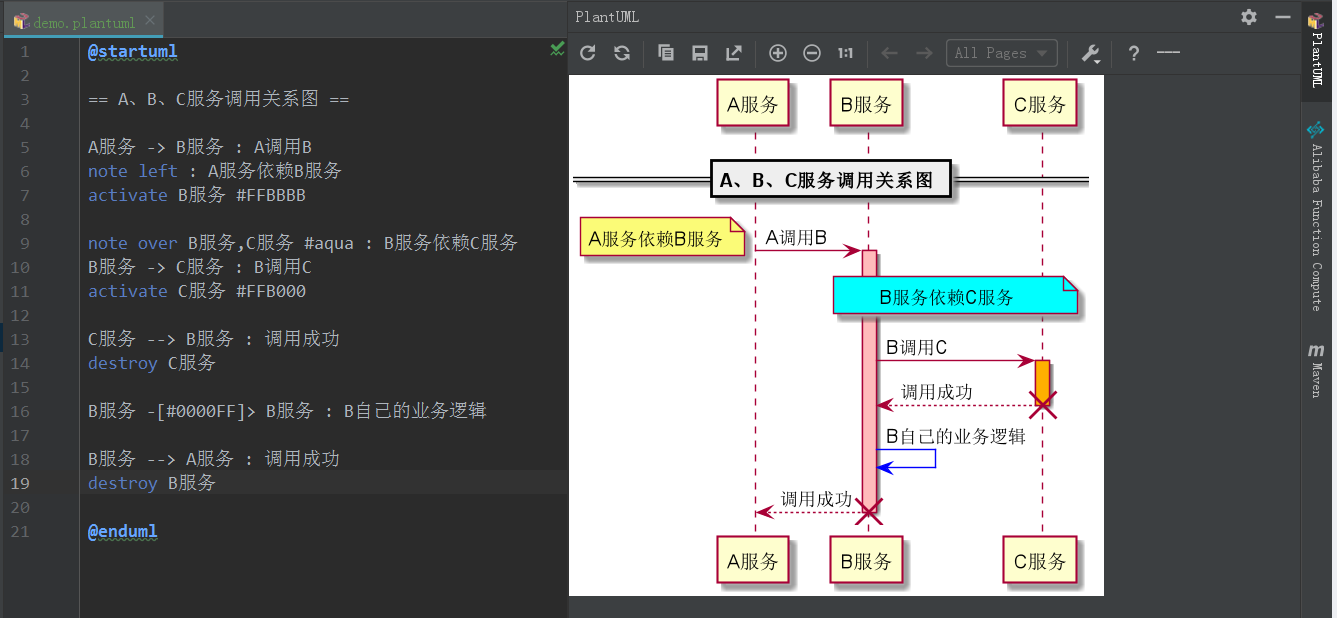 demo.plantuml
1 @startuml
2
3 == A、B、C服务调用关系图 ==
4
5 A服务 -> B服务 : A调用B
6 note left : A服务依赖B服务
7 activate B服务 #FFBBBB
8
9 note over B服务,C服务 #aqua : B服务依赖C服务
10 B服务 -> C服务 : B调用C
11 activate C服务 #FFB000
12
13 C服务 --> B服务 : 调用成功
14 destroy C服务
15
16 B服务 -[#0000FF]> B服务 : B自己的业务逻辑
17
18 B服务 --> A服务 : 调用成功
19 destroy B服务
20
21 @enduml
PlantUML
1:1
All Pages
?
A服务
B服务
C服务
A、B、C服务调用关系图
A服务依赖B服务
A调用B
B服务依赖C服务
B调用C
调用成功
B自己的业务逻辑
调用成功
A服务
B服务
C服务
PlantUML
Alibaba Function Compute
m Maven